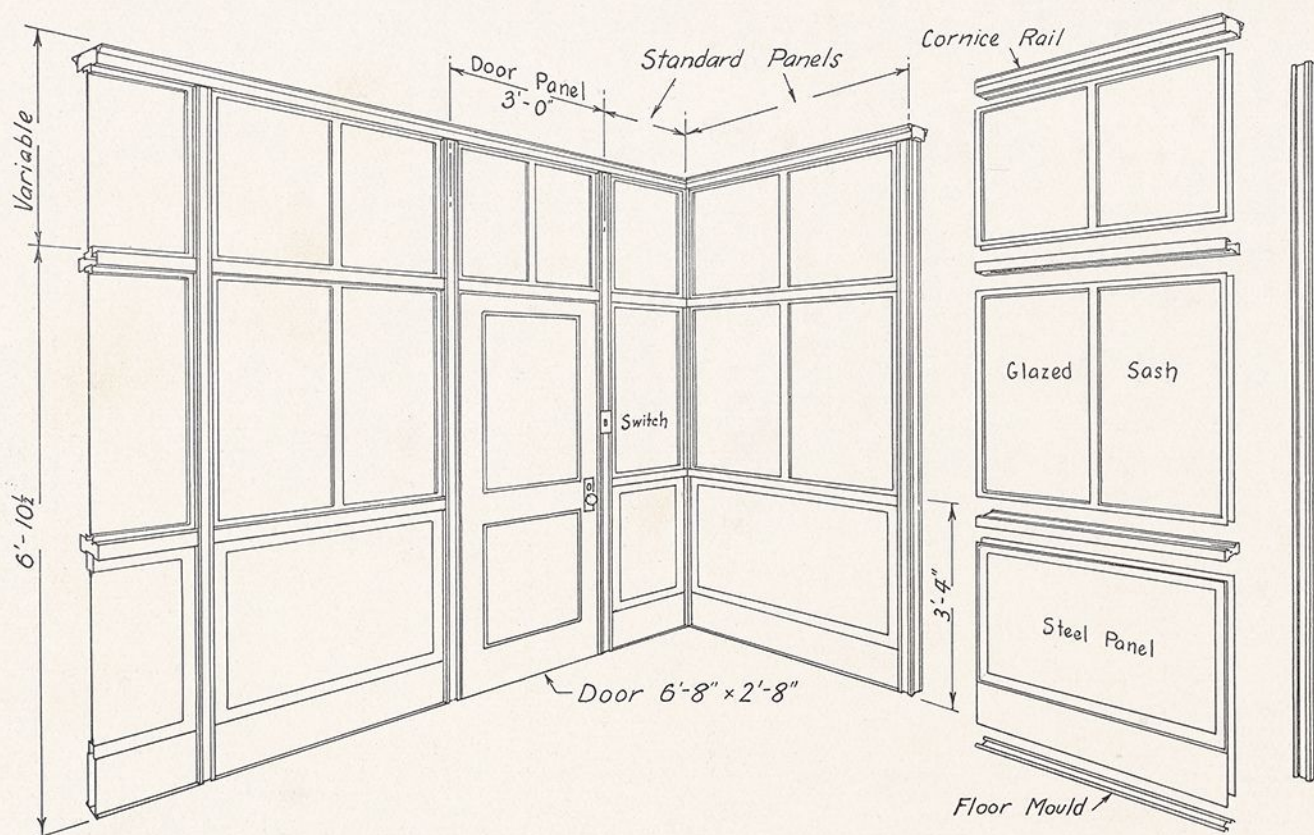 Variable
6'-10½
Door Panel
3'-0"
Standard Panels
Cornice Rail
Switch
Glazed Sash
3'-4"
Steel Panel
Door 6'-8" × 2'-8"
Floor Mould